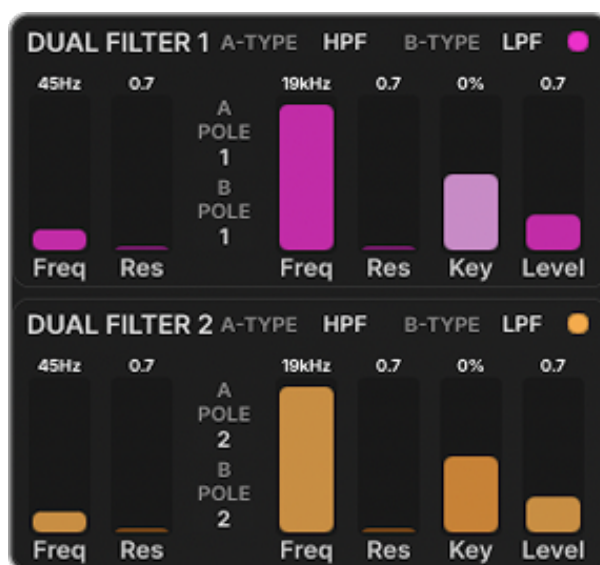 DUAL FILTER 1 A-TYPE HPF B-TYPE LPF
45Hz 0.7 19kHz 0.7 0% 0.7
A
POLE
1
B
POLE
1
Freq Res Freq Res Key Level
DUAL FILTER 2 A-TYPE HPF B-TYPE LPF
45Hz 0.7 19kHz 0.7 0% 0.7
A
POLE
2
B
POLE
2
Freq Res Freq Res Key Level